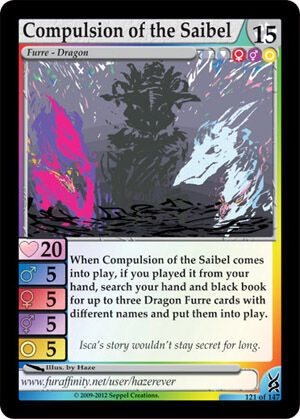 Compulsion of the Saibel 15
Furre - Dragon
20
5
5
5
5
When Compulsion of the Saibel comes
into play, if you played it from your
hand, search your hand and black book
for up to three Dragon Furre cards with
different names and put them into play.
Isca's story wouldn't stay secret for long.
Illus. by Haze
www.furaffinity.net/user/hazerever
© 2009-2012 Seppel Creations.
121 of 147